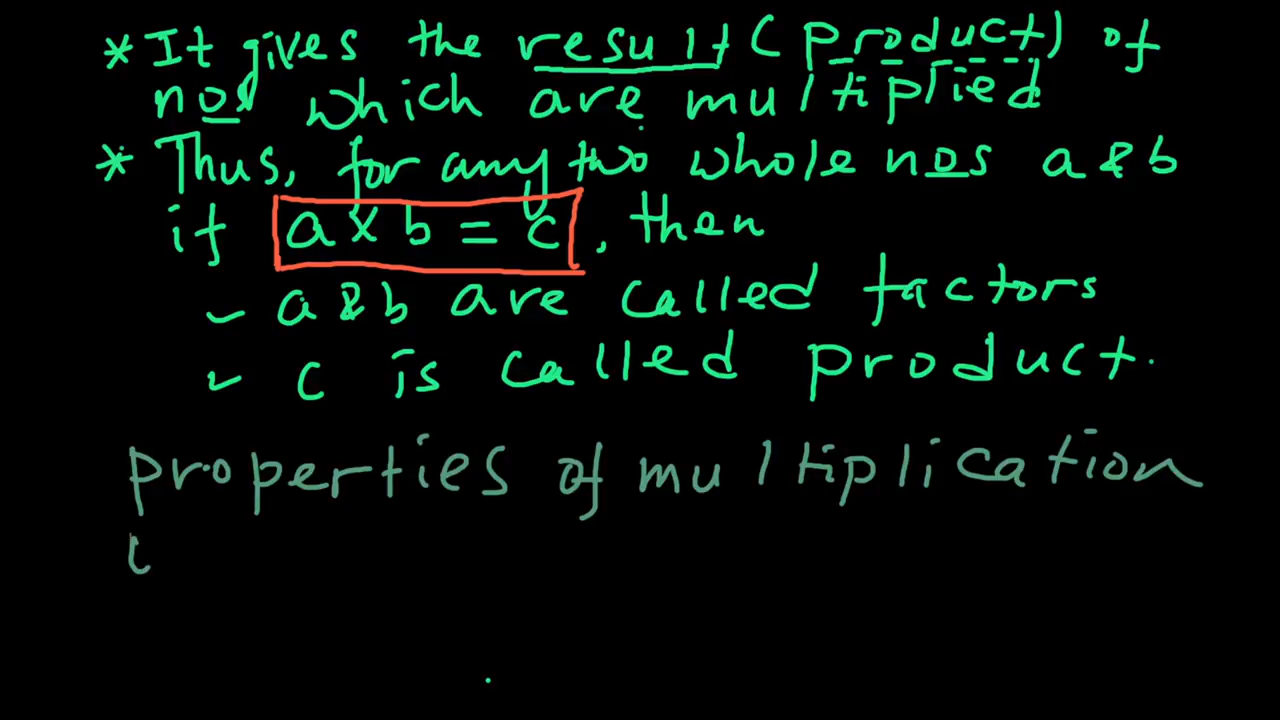 * It gives the result (product) of
nos which are multiplied
* Thus, for any two whole nos a & b
if a x b = c, then
✓ a & b are called factors
✓ c is called product.
properties of multiplication